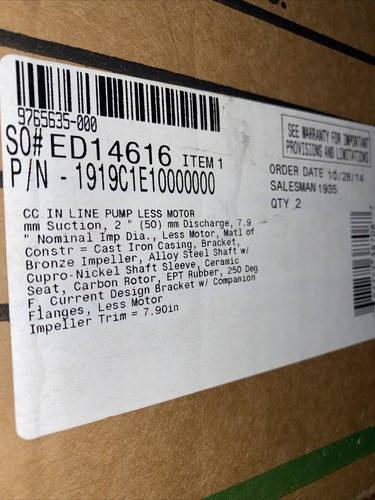 9765635-000
SO# ED14616 ITEM 1
P/N - 1919C1E10000000
SEE WARRANTY FOR IMPORTANT
PROVISIONS AND LIMITATIONS
ORDER DATE 10/28/14
SALESMAN 1935
QTY 2
CC IN LINE PUMP LESS MOTOR
mm Suction, 2 " (50) mm Discharge, 7.9
" Nominal Imp Dia., Less Motor, Matl of
Constr = Cast Iron Casing, Bracket,
Bronze Impeller, Alloy Steel Shaft w/
Cupro-Nickel Shaft Sleeve, Ceramic
Seat, Carbon Rotor, EPT Rubber, 250 Deg
F, Current Design Bracket w/ Companion
Flanges, Less Motor
Impeller Trim = 7.90in